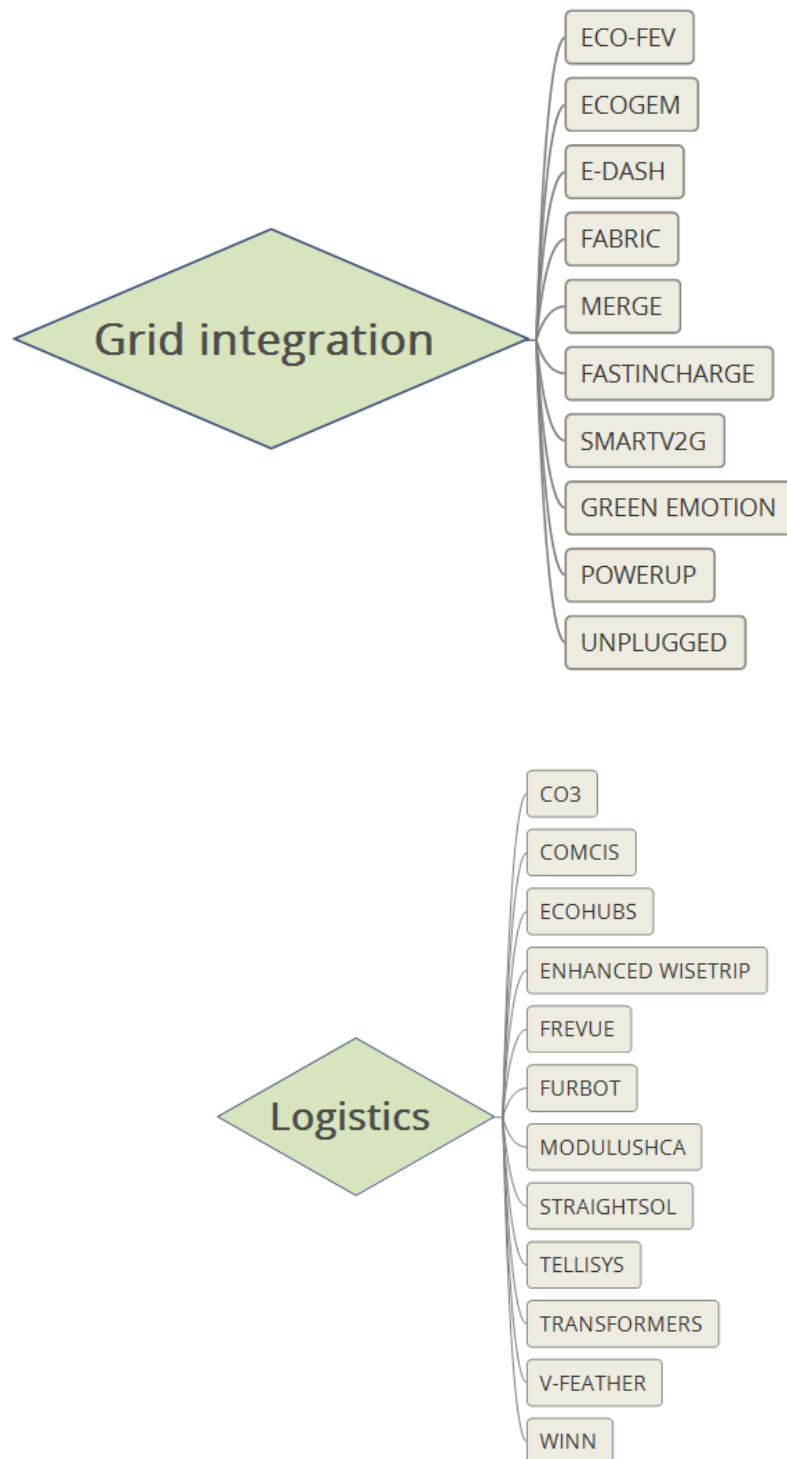 Grid integration
ECO-FEV
ECOGEM
E-DASH
FABRIC
MERGE
FASTINCHARGE
SMARTV2G
GREEN EMOTION
POWERUP
UNPLUGGED
Logistics
CO3
COMCIS
ECOHUBS
ENHANCED WISETRIP
FREVUE
FURBOT
MODULUSHCA
STRAIGHTSOL
TELLISYS
TRANSFORMERS
V-FEATHER
WINN